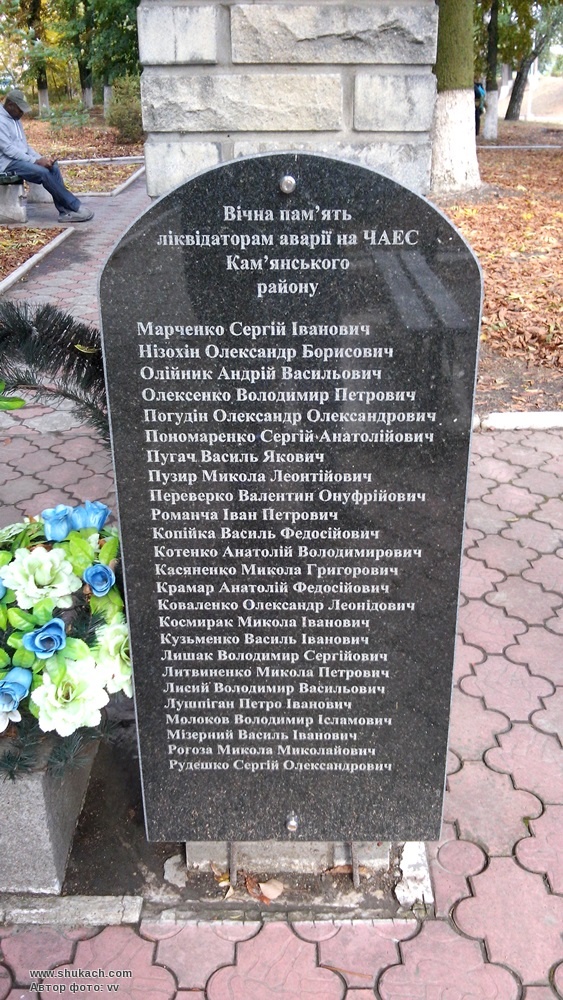 Вічна пам’ять
ліквідаторам аварії на ЧАЕС
Кам’янського
району
Марченко Сергій Іванович
Нізохін Олександр Борисович
Олійник Андрій Васильович
Олексенко Володимир Петрович
Погудін Олександр Олександрович
Пономаренко Сергій Анатолійович
Пугач Василь Якович
Пузир Микола Леонтійович
Переверко Валентин Онуфрійович
Романча Іван Петрович
Копійка Василь Федосійович
Котенко Анатолій Володимирович
Касяненко Микола Григорович
Крамар Анатолій Федосійович
Коваленко Олександр Леонідович
Космирак Микола Іванович
Кузьменко Василь Іванович
Лишак Володимир Сергійович
Литвиненко Микола Петрович
Лисий Володимир Васильович
Лушпіган Петро Іванович
Молоков Володимир Ісламович
Мізерний Василь Іванович
Рогоза Микола Миколайович
Рудешко Сергій Олександрович
www.shukach.com
Автор фото: vv